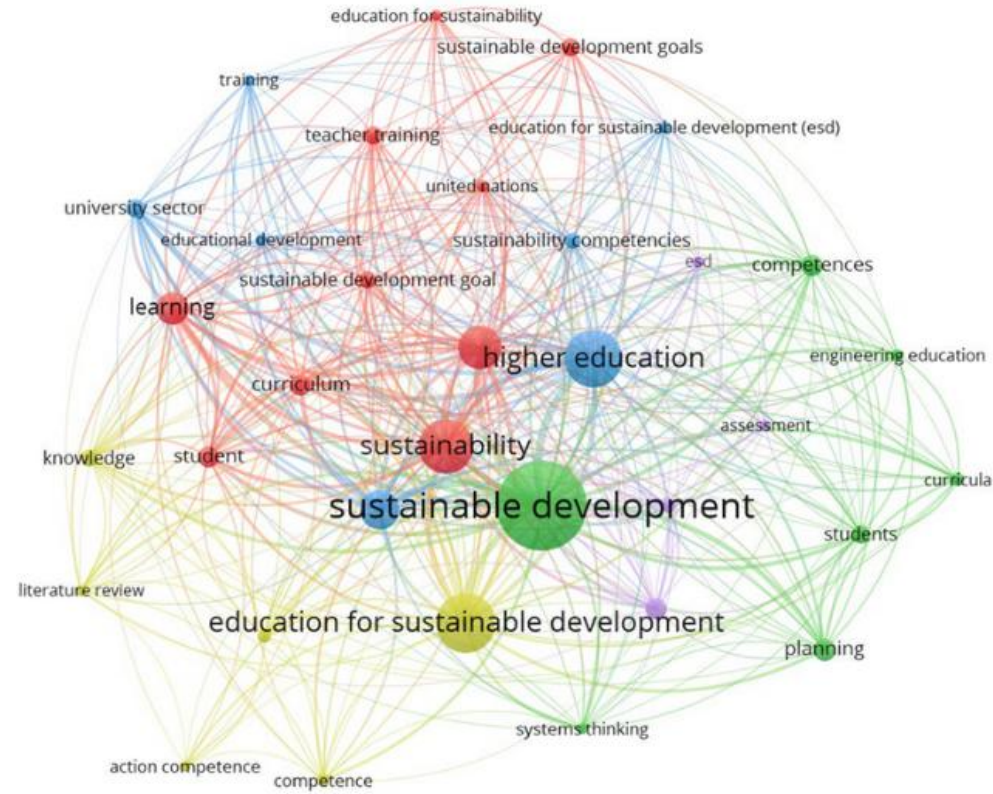 education for sustainability
sustainable development goals
training
education for sustainable development (esd)
teacher training
united nations
university sector
educational development
sustainability competencies
esd
competences
sustainable development goal
learning
higher education
engineering education
curriculum
assessment
sustainability
knowledge
student
curricula
sustainable development
students
literature review
education for sustainable development
planning
systems thinking
action competence
competence